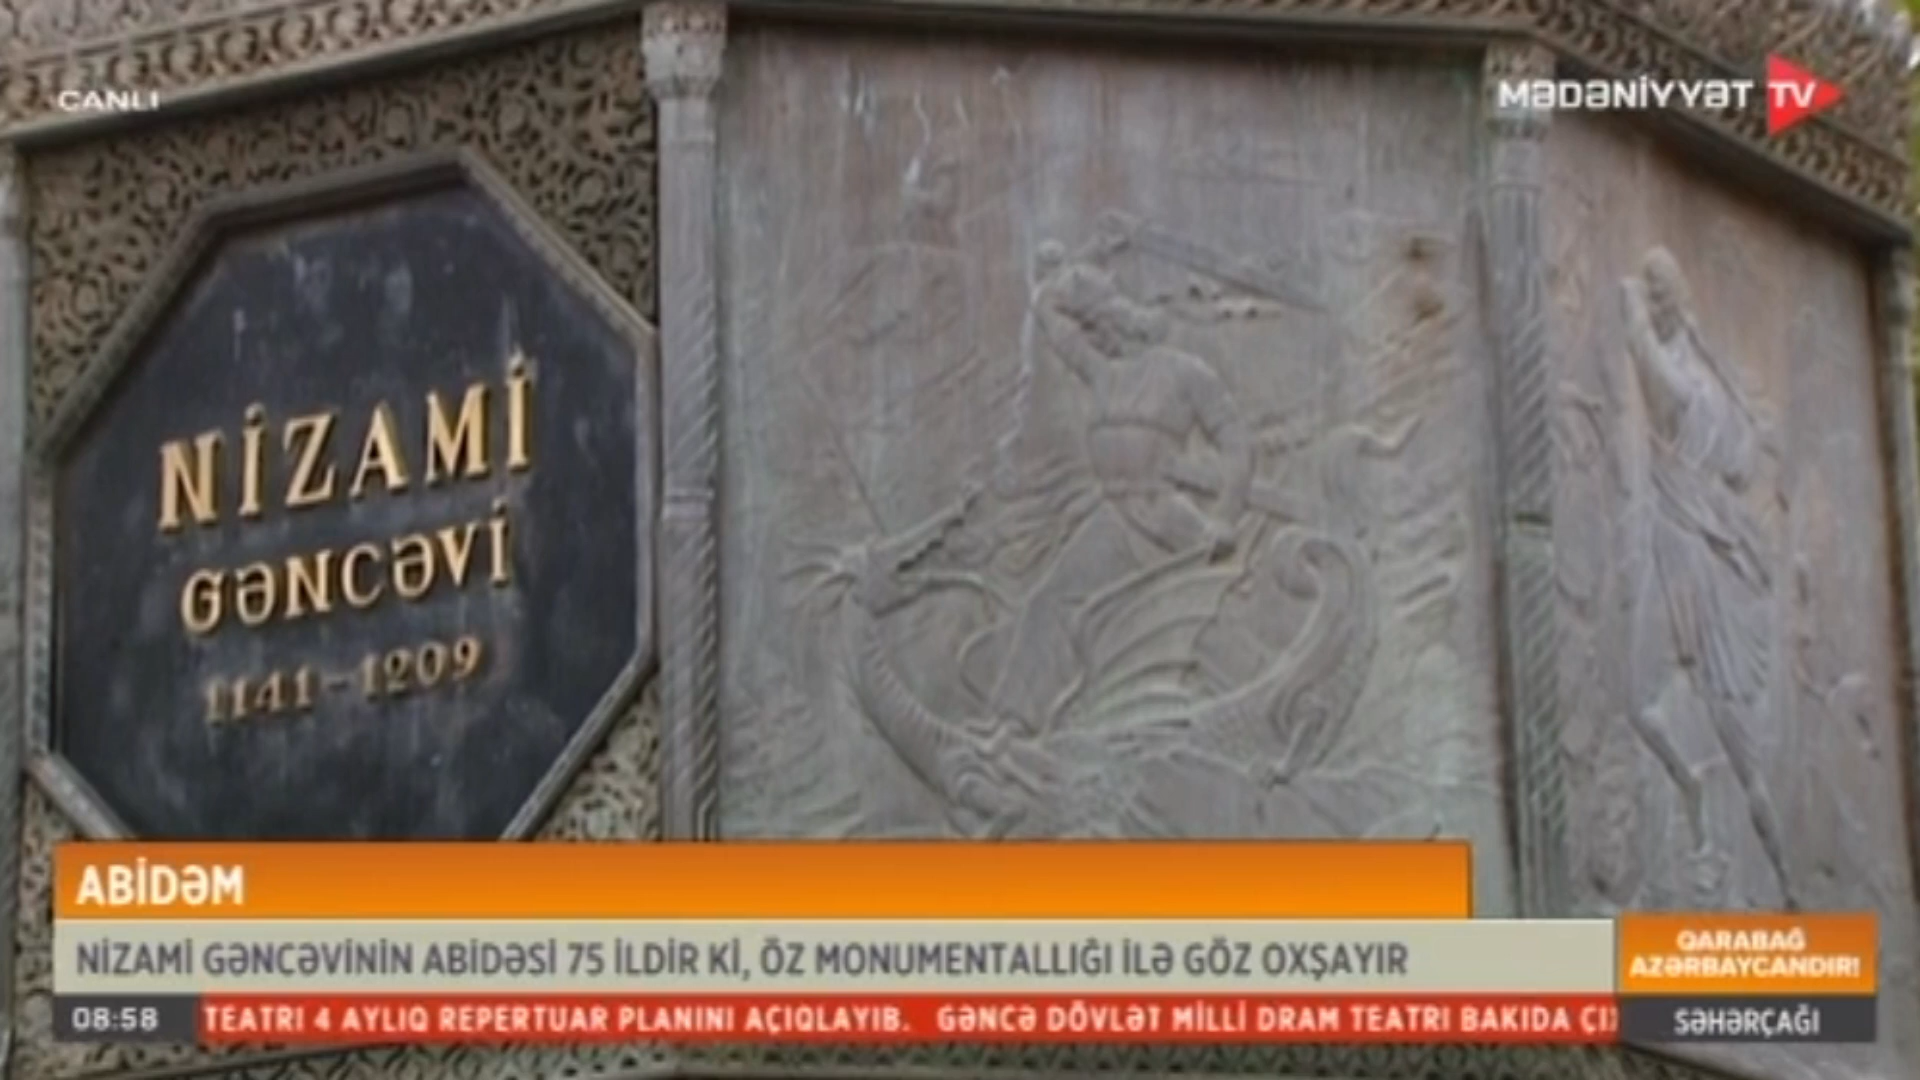 CANLI
MƏDƏNİYYƏT TV
NİZAMİ
GƏNCƏVİ
1141-1209
ABİDƏM
NİZAMİ GƏNCƏVİNİN ABİDƏSİ 75 İLDİR Kİ, ÖZ MONUMENTALLIĞI İLƏ GÖZ OXŞAYIR
QARABAĞ
AZƏRBAYCANDIR!
08:58 TEATRI 4 AYLIQ REPERTUAR PLANINI AÇIQLAYIB. GƏNCƏ DÖVLƏT MİLLİ DRAM TEATRI BAKIDA ÇIX
SƏHƏRÇAĞI